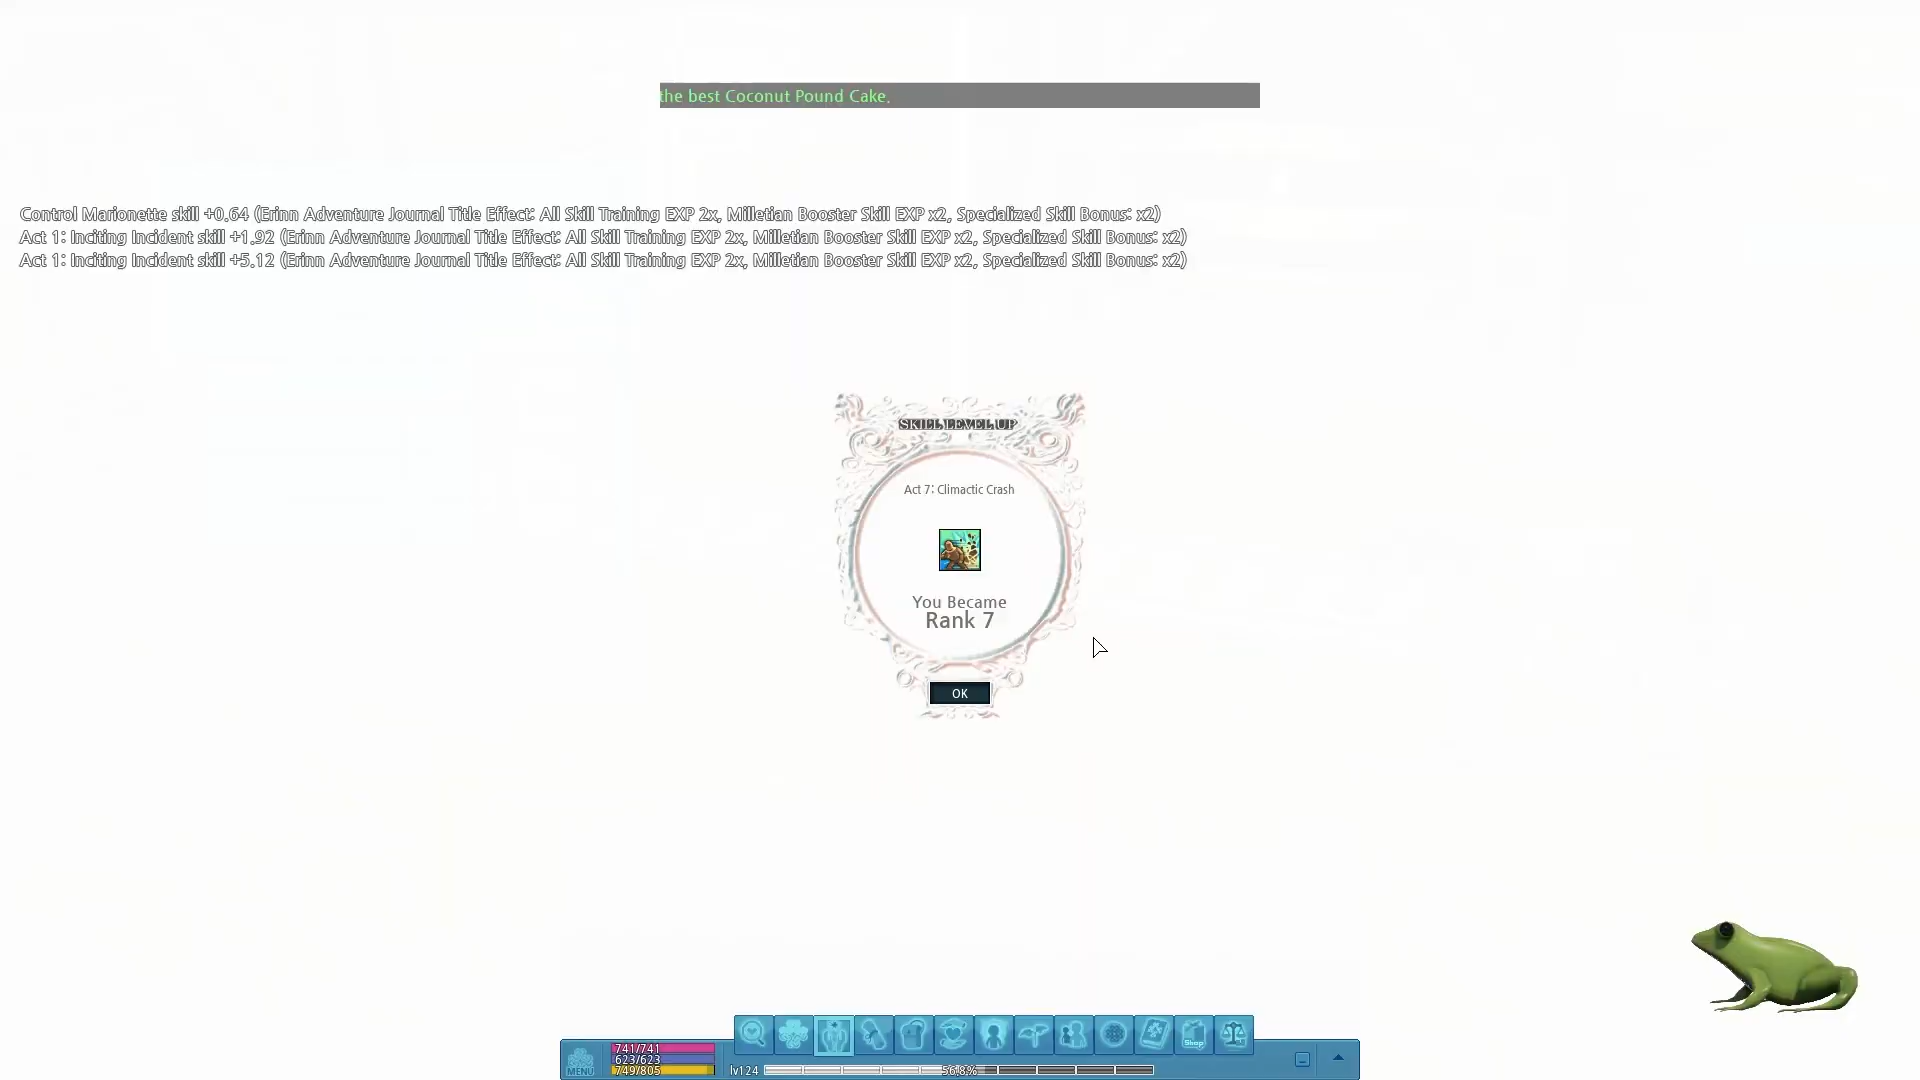 the best Coconut Pound Cake.
Control Marionette skill +0.64 (Erinn Adventure Journal Title Effect: All Skill Training EXP 2x, Milletian Booster Skill EXP x2, Specialized Skill Bonus: x2)
Act 1: Inciting Incident skill +1.92 (Erinn Adventure Journal Title Effect: All Skill Training EXP 2x, Milletian Booster Skill EXP x2, Specialized Skill Bonus: x2)
Act 1: Inciting Incident skill +5.12 (Erinn Adventure Journal Title Effect: All Skill Training EXP 2x, Milletian Booster Skill EXP x2, Specialized Skill Bonus: x2)
SKILL LEVEL UP
Act 7: Climactic Crash
You Became
Rank 7
OK
Shop
MENU
741/741
623/623
749/805
lv124
56.8%